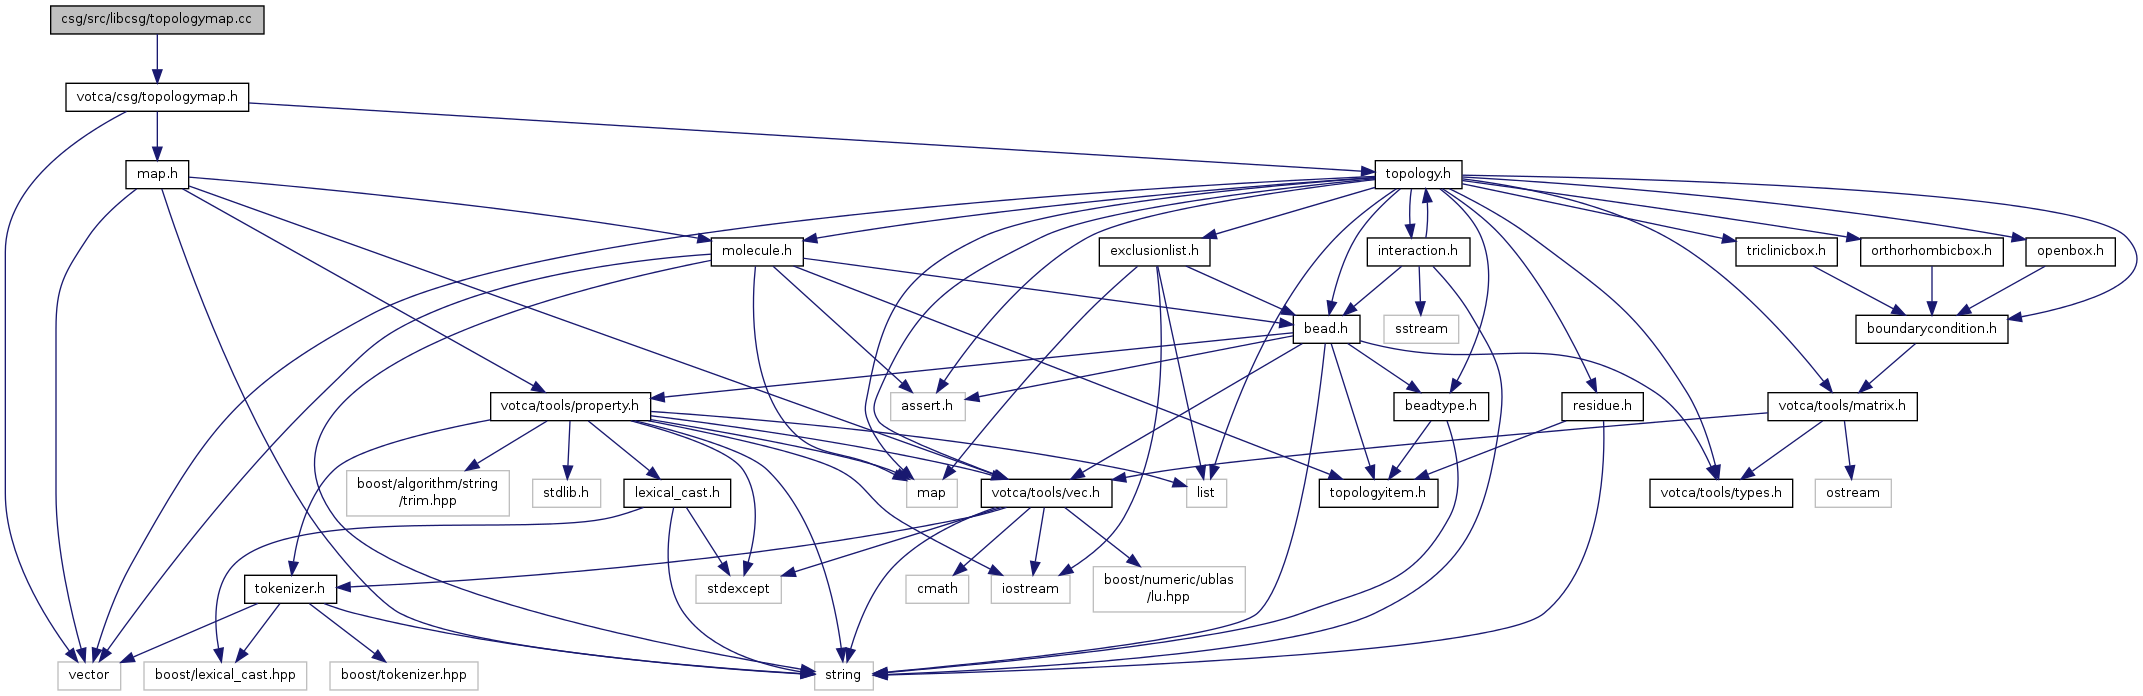 csg/src/libcsg/topologymap.cc
votca/csg/topologymap.h
map.h
topology.h
molecule.h
exclusionlist.h
interaction.h
triclinicbox.h
orthorhombicbox.h
openbox.h
bead.h
sstream
boundarycondition.h
votca/tools/property.h
assert.h
beadtype.h
residue.h
votca/tools/matrix.h
boost/algorithm/string
/trim.hpp
stdlib.h
lexical_cast.h
map
votca/tools/vec.h
list
topologyitem.h
votca/tools/types.h
ostream
tokenizer.h
stdexcept
cmath
iostream
boost/numeric/ublas
/lu.hpp
vector
boost/lexical_cast.hpp
boost/tokenizer.hpp
string